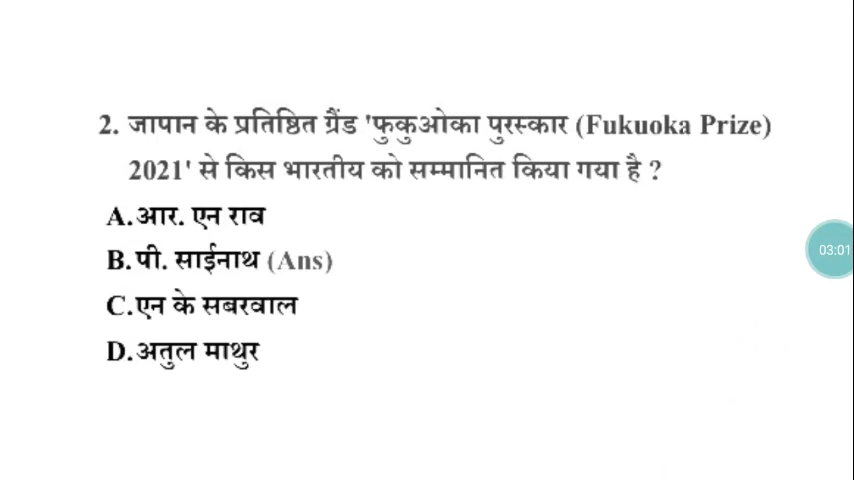 2. जापान के प्रतिष्ठित ग्रैंड 'फुकुओका पुरस्कार (Fukuoka Prize)
2021' से किस भारतीय को सम्मानित किया गया है ?
A.आर. एन राव
B.पी. साईनाथ (Ans)
C.एन के सबरवाल
D.अतुल माथुर
03:01